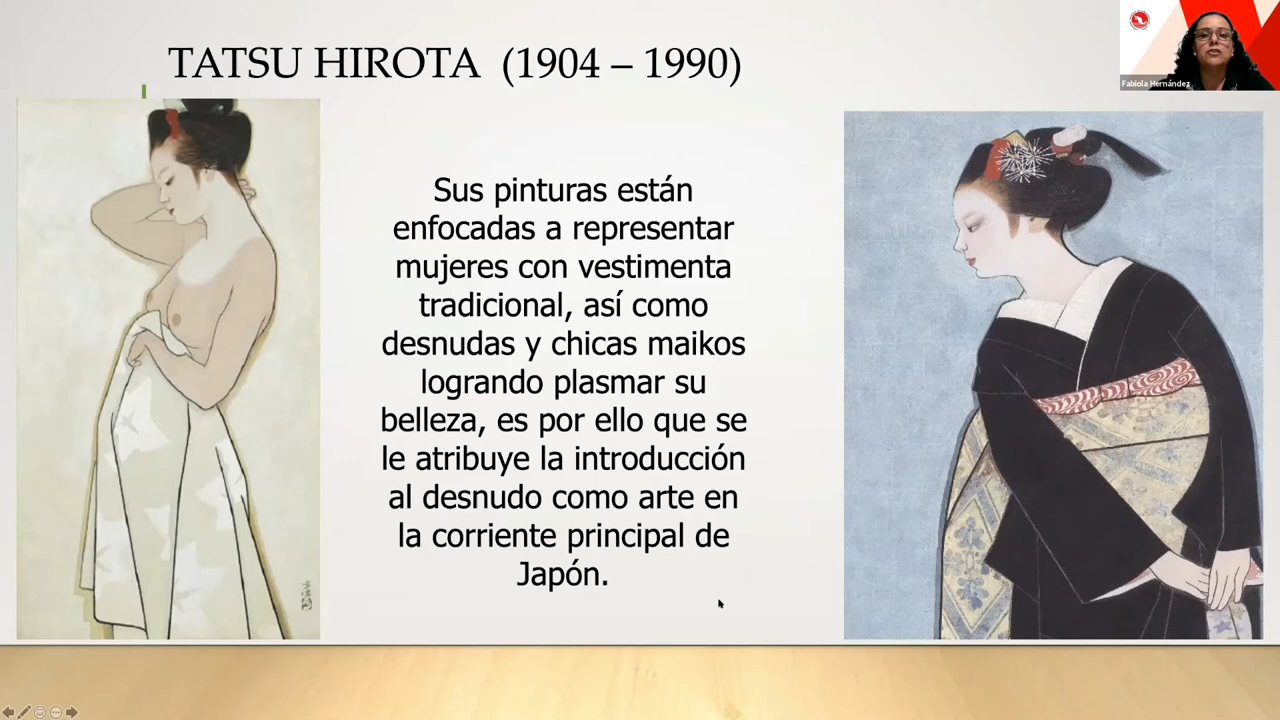 TATSU HIROTA (1904 – 1990)
Fabiola Hernández
Sus pinturas están
enfocadas a representar
mujeres con vestimenta
tradicional, así como
desnudas y chicas maikos
logrando plasmar su
belleza, es por ello que se
le atribuye la introducción
al desnudo como arte en
la corriente principal de
Japón.